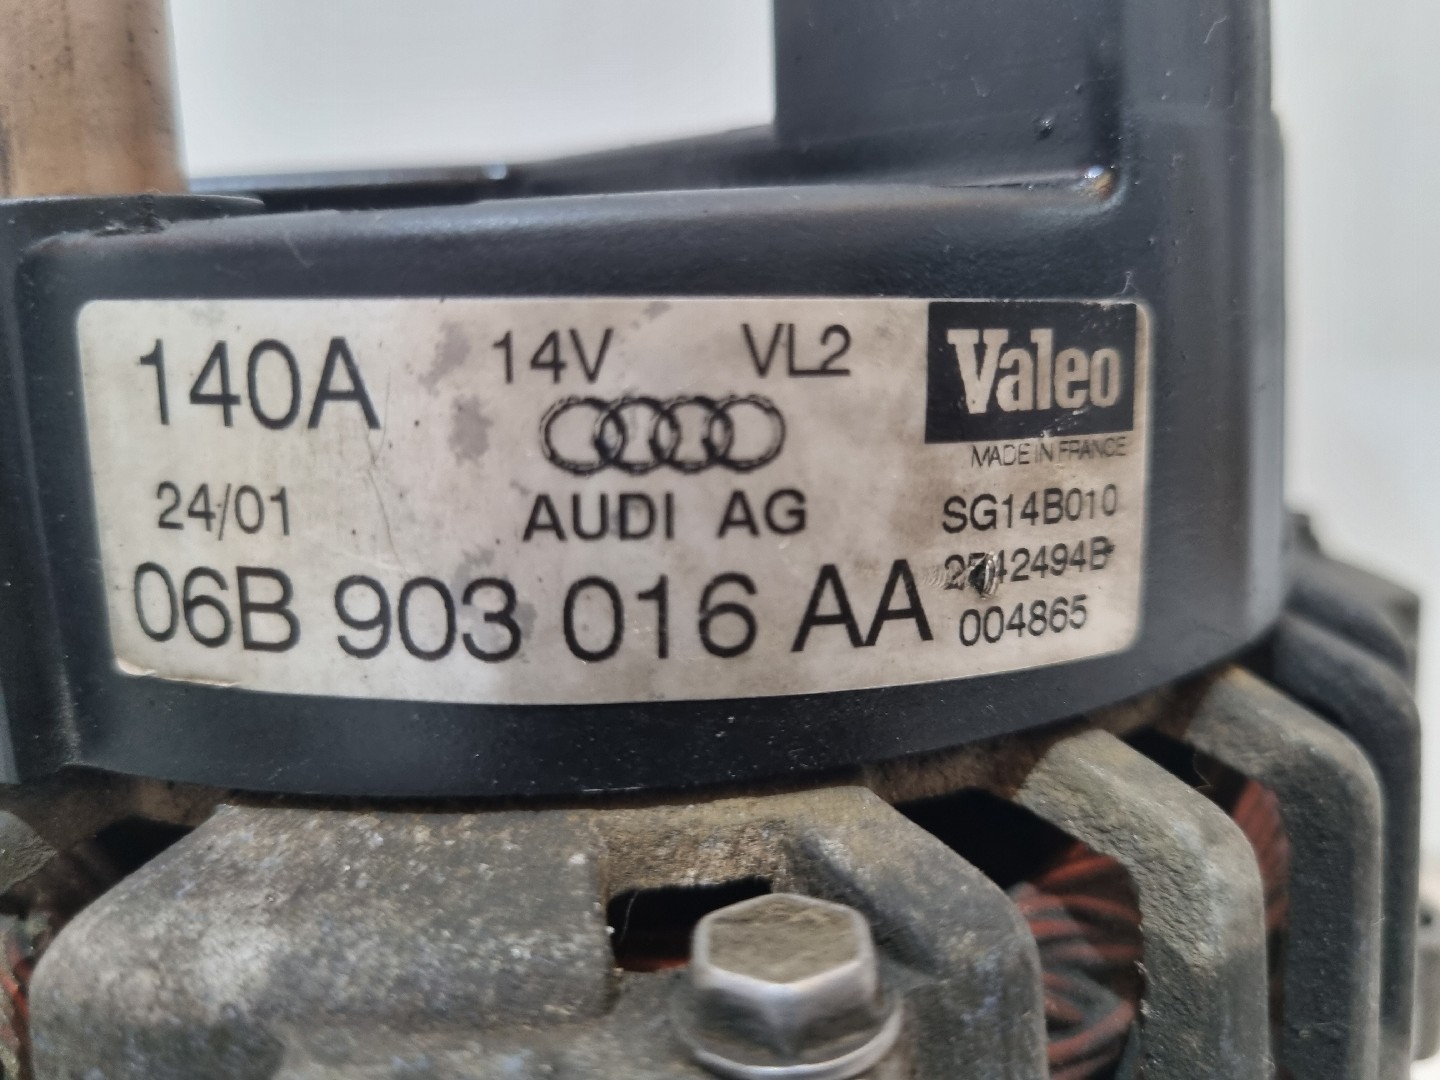 140A 14V VL2 Valeo
MADE IN FRANCE
24/01 AUDI AG SG14B010
06B 903 016 AA
004865